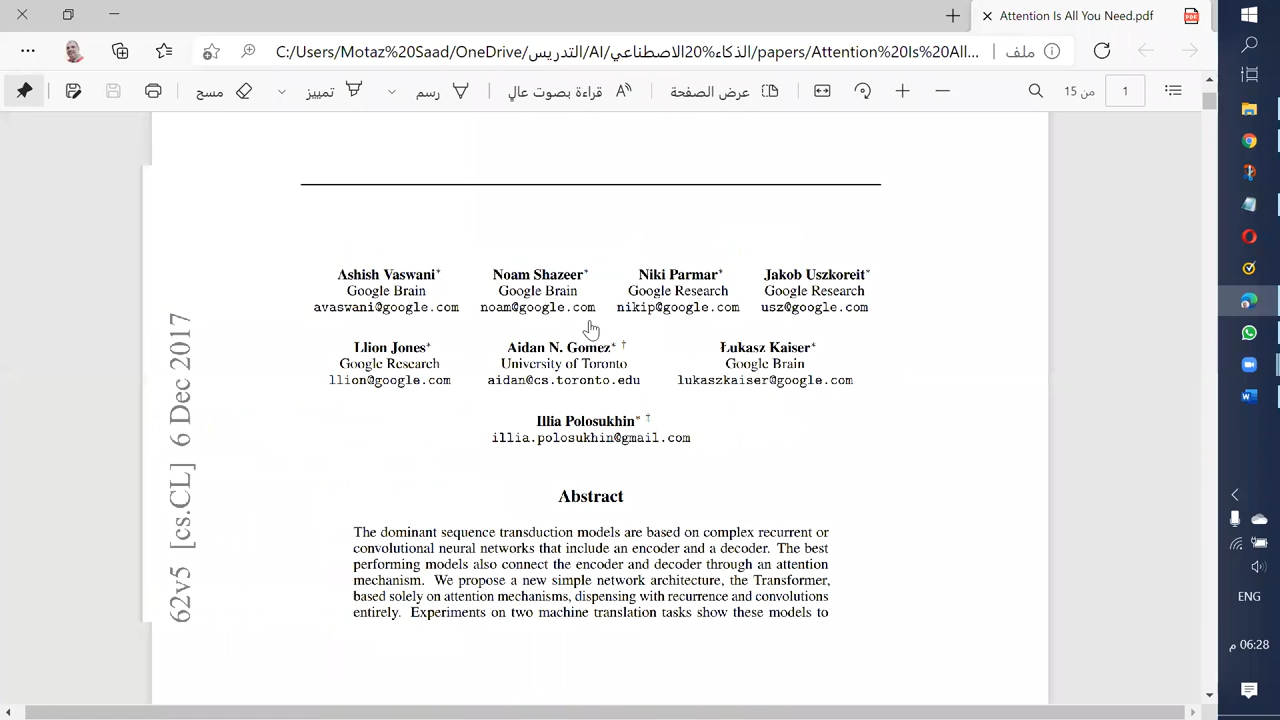 Attention Is All You Need.pdf
C:/Users/Motaz%20Saad/OneDrive/التدريس/AI/الذكاء%20الاصطناعي/papers/Attention%20Is%20All...
ملف
مسح
تمييز
رسم
قراءة بصوت عالٍ
عرض الصفحة
من 15
1
Ashish Vaswani* Noam Shazeer* Niki Parmar* Jakob Uszkoreit*
Google Brain Google Brain Google Research Google Research
avaswani@google.com noam@google.com nikip@google.com usz@google.com
Llion Jones* Aidan N. Gomez* † Łukasz Kaiser*
Google Research University of Toronto Google Brain
llion@google.com aidan@cs.toronto.edu lukaszkaiser@google.com
Illia Polosukhin* †
illia.polosukhin@gmail.com
62v5 [cs.CL] 6 Dec 2017
Abstract
The dominant sequence transduction models are based on complex recurrent or
convolutional neural networks that include an encoder and a decoder. The best
performing models also connect the encoder and decoder through an attention
mechanism. We propose a new simple network architecture, the Transformer,
based solely on attention mechanisms, dispensing with recurrence and convolutions
entirely. Experiments on two machine translation tasks show these models to
ENG
06:28 م